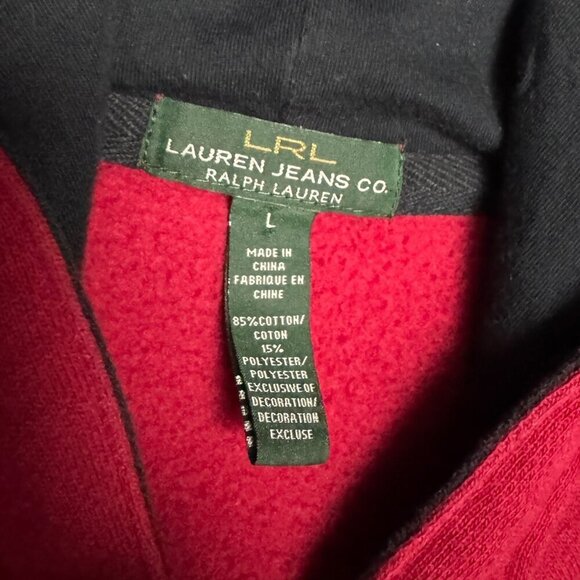 LRL
LAUREN JEANS CO.
RALPH LAUREN
L
MADE IN
CHINA
FABRIQUE EN
CHINE
85%COTTON/
COTON
15%
POLYESTER/
POLYESTER
EXCLUSIVE OF
DECORATION/
DECORATION
EXCLUSE